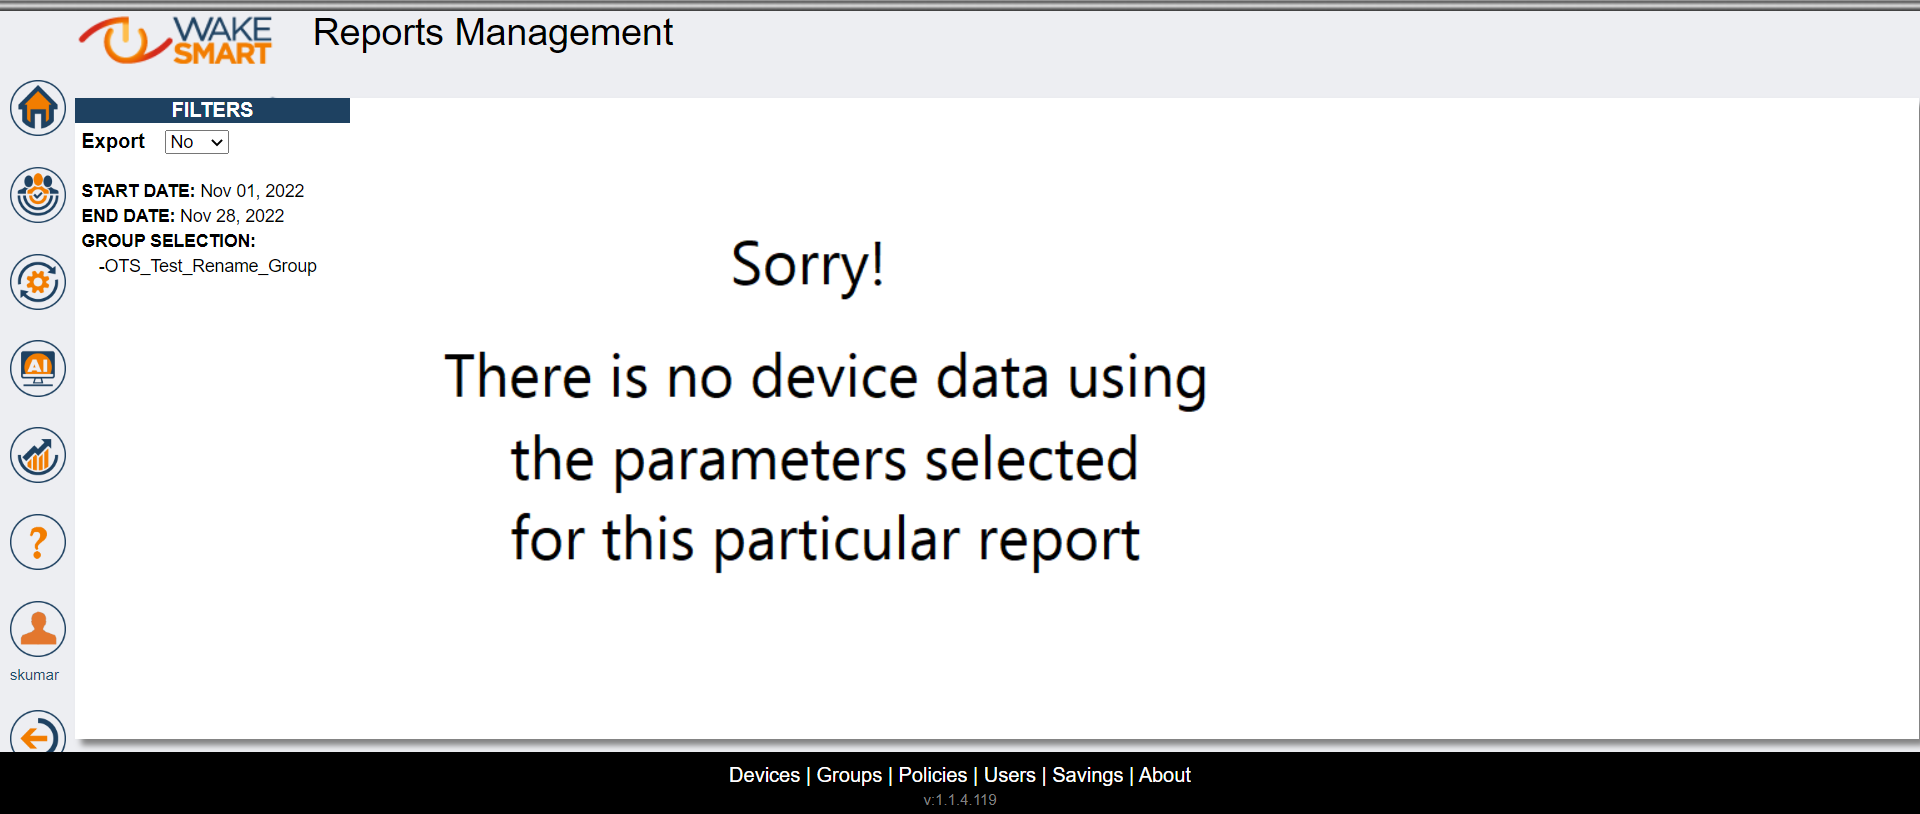 WAKE
SMART
Reports Management
FILTERS
Export No
START DATE: Nov 01, 2022
END DATE: Nov 28, 2022
GROUP SELECTION:
-OTS_Test_Rename_Group
Sorry!
There is no device data using
the parameters selected
for this particular report
AI
?
skumar
Devices | Groups | Policies | Users | Savings | About
v:1.1.4.119